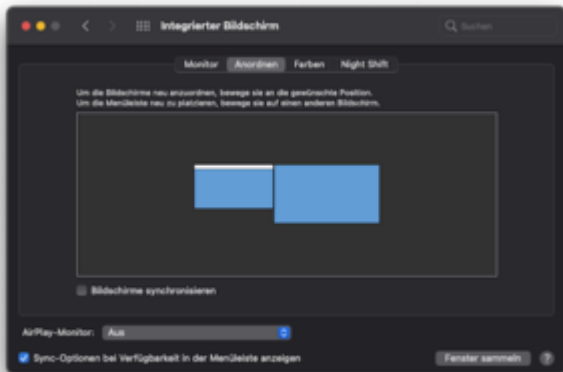 Integrierter Bildschirm
Suchen
Monitor Anordnen Farben Night Shift
Um die Bildschirme neu anzuordnen, bewege sie an die gewünschte Position.
Um die Menüleiste neu zu platzieren, bewege sie auf einen anderen Bildschirm.
Bildschirme synchronisieren
AirPlay-Monitor: Aus
Sync-Optionen bei Verfügbarkeit in der Menüleiste anzeigen
Fenster sammeln ?